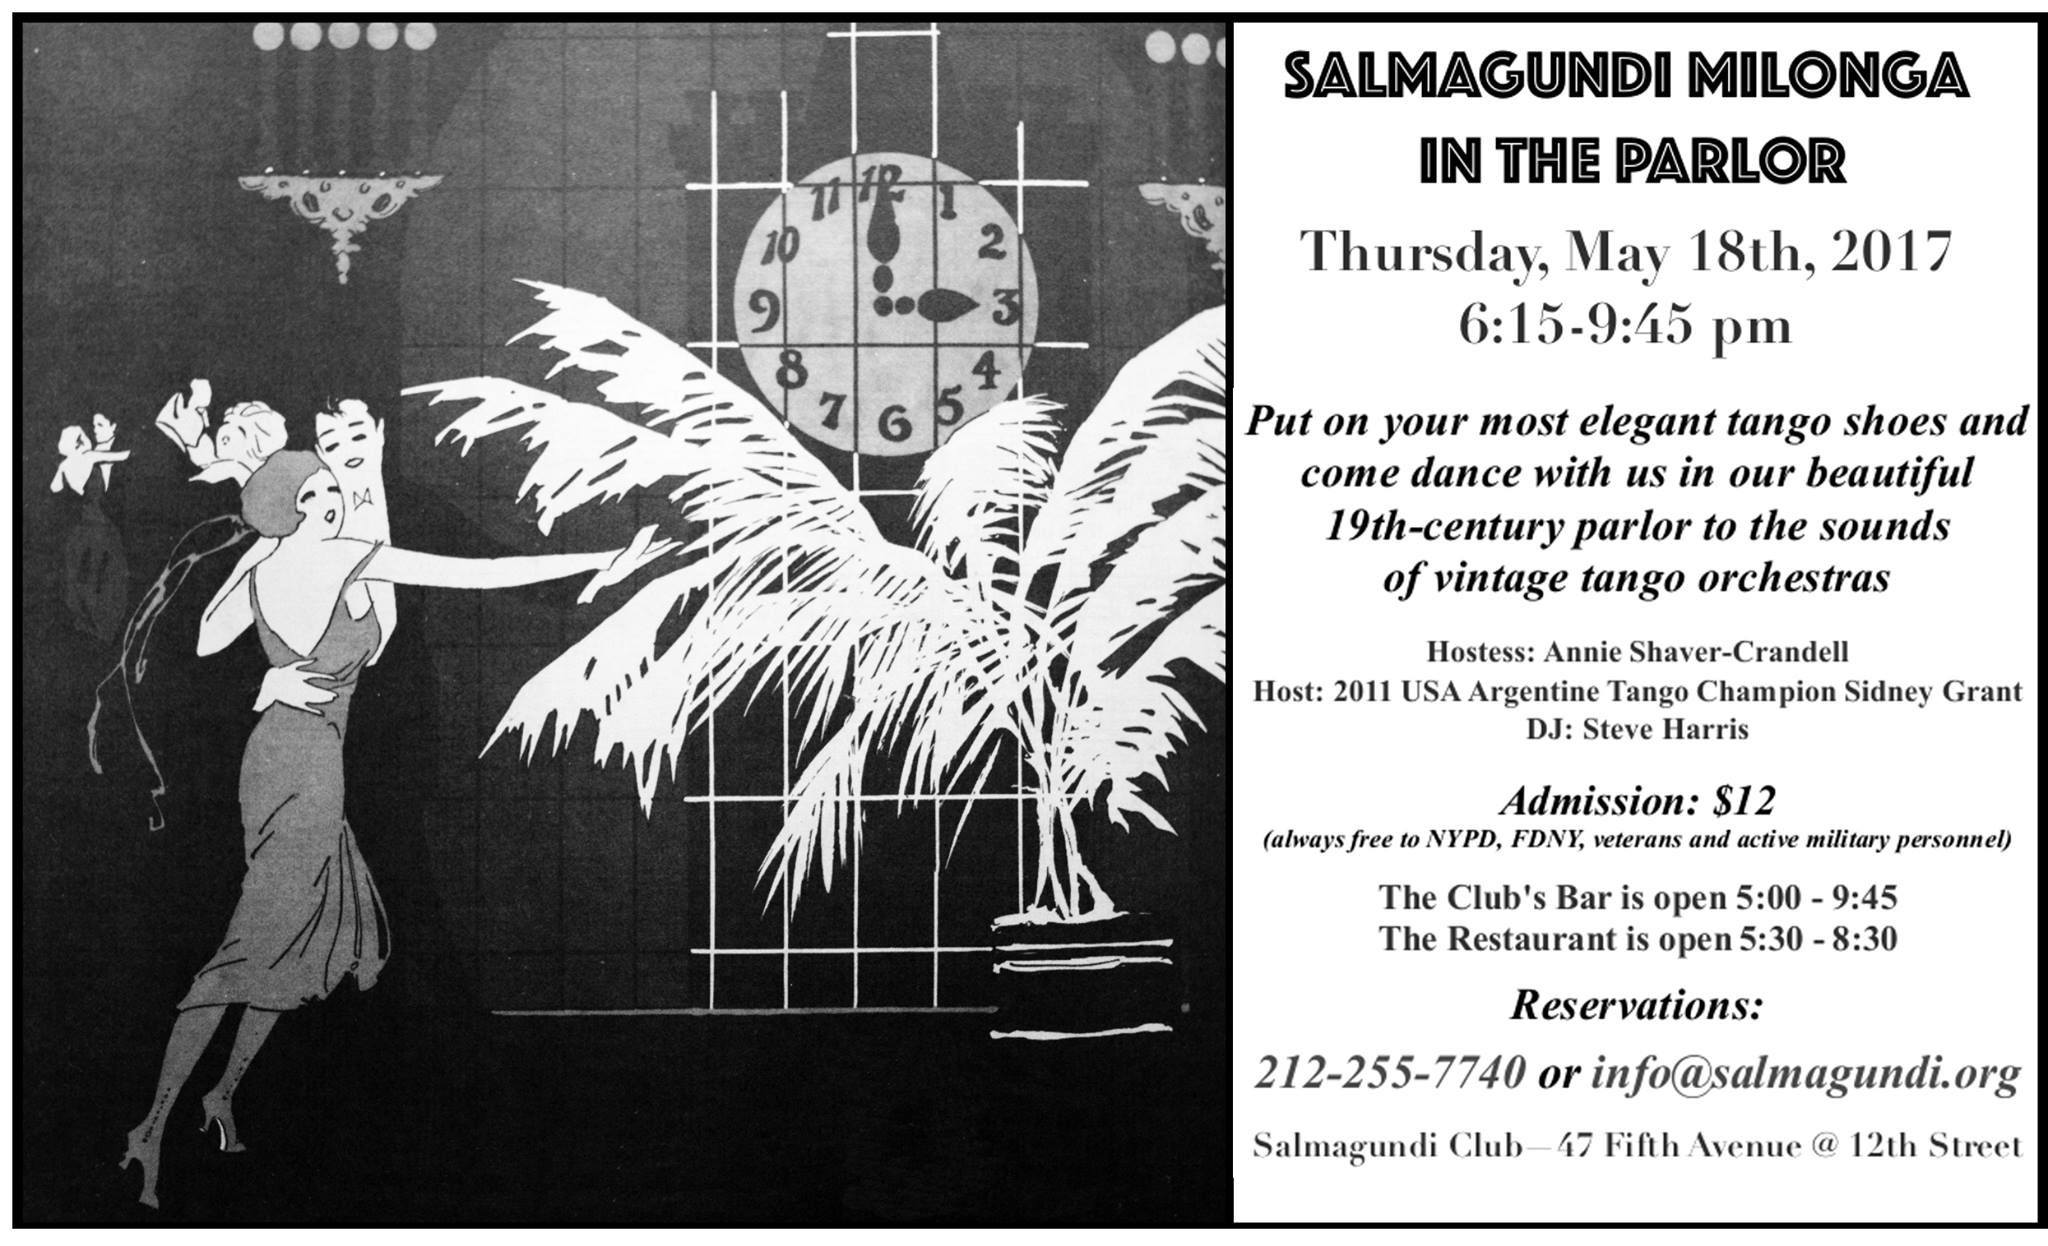 SALMAGUNDI MILONGA
IN THE PARLOR
Thursday, May 18th, 2017
6:15-9:45 pm
Put on your most elegant tango shoes and
come dance with us in our beautiful
19th-century parlor to the sounds
of vintage tango orchestras
Hostess: Annie Shaver-Crandell
Host: 2011 USA Argentine Tango Champion Sidney Grant
DJ: Steve Harris
Admission: $12
(always free to NYPD, FDNY, veterans and active military personnel)
The Club's Bar is open 5:00 - 9:45
The Restaurant is open 5:30 - 8:30
Reservations:
212-255-7740 or info@salmagundi.org
Salmagundi Club—47 Fifth Avenue @ 12th Street
12
1
2
3
4
5
6
7
8
9
10
11